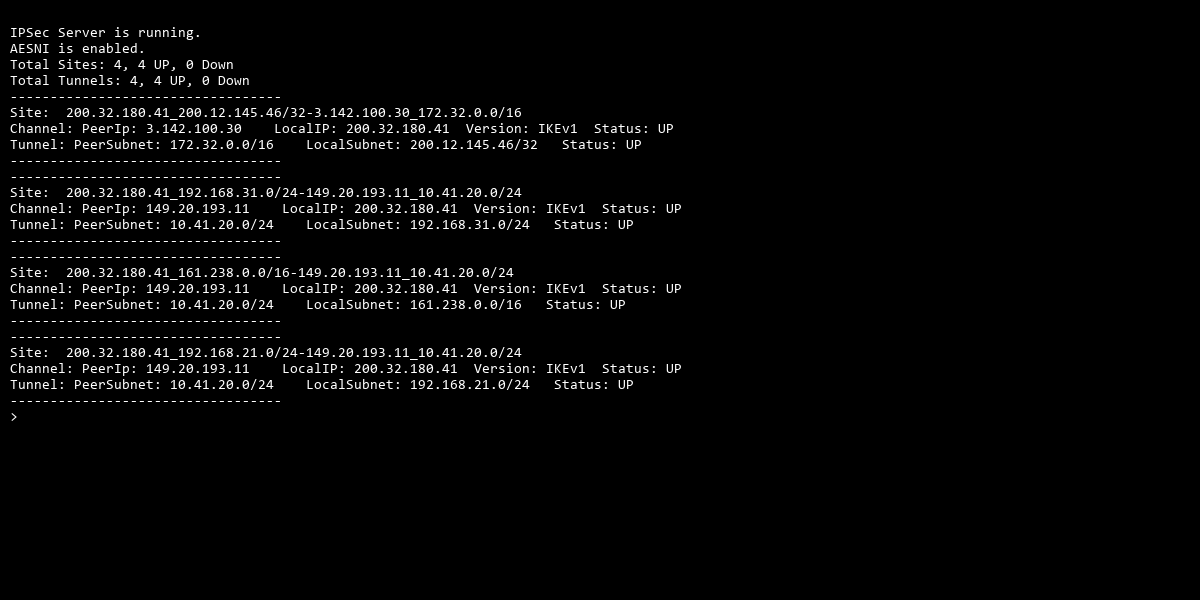 IPSec Server is running.
AESNI is enabled.
Total Sites: 4, 4 UP, 0 Down
Total Tunnels: 4, 4 UP, 0 Down
----------------------------------
Site:  200.32.180.41_200.12.145.46/32-3.142.100.30_172.32.0.0/16
Channel: PeerIp: 3.142.100.30    LocalIP: 200.32.180.41  Version: IKEv1  Status: UP
Tunnel: PeerSubnet: 172.32.0.0/16    LocalSubnet: 200.12.145.46/32   Status: UP
----------------------------------
----------------------------------
Site:  200.32.180.41_192.168.31.0/24-149.20.193.11_10.41.20.0/24
Channel: PeerIp: 149.20.193.11    LocalIP: 200.32.180.41  Version: IKEv1  Status: UP
Tunnel: PeerSubnet: 10.41.20.0/24    LocalSubnet: 192.168.31.0/24   Status: UP
----------------------------------
----------------------------------
Site:  200.32.180.41_161.238.0.0/16-149.20.193.11_10.41.20.0/24
Channel: PeerIp: 149.20.193.11    LocalIP: 200.32.180.41  Version: IKEv1  Status: UP
Tunnel: PeerSubnet: 10.41.20.0/24    LocalSubnet: 161.238.0.0/16   Status: UP
----------------------------------
----------------------------------
Site:  200.32.180.41_192.168.21.0/24-149.20.193.11_10.41.20.0/24
Channel: PeerIp: 149.20.193.11    LocalIP: 200.32.180.41  Version: IKEv1  Status: UP
Tunnel: PeerSubnet: 10.41.20.0/24    LocalSubnet: 192.168.21.0/24   Status: UP
----------------------------------
>